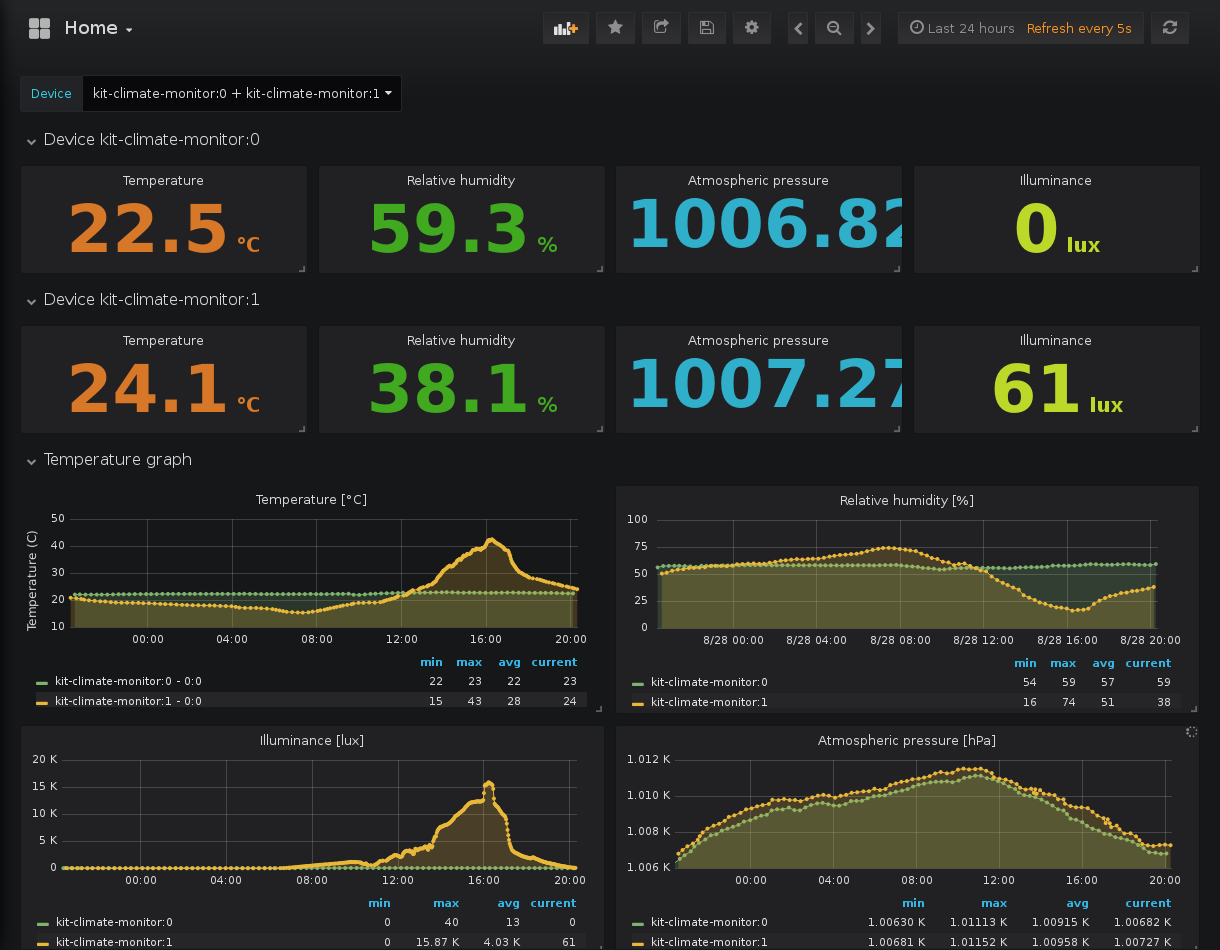 Home
Last 24 hours Refresh every 5s
Device kit-climate-monitor:0 + kit-climate-monitor:1
Device kit-climate-monitor:0
Temperature
22.5 °C
Relative humidity
59.3 %
Atmospheric pressure
1006.82
Illuminance
0 lux
Device kit-climate-monitor:1
Temperature
24.1 °C
Relative humidity
38.1 %
Atmospheric pressure
1007.27
Illuminance
61 lux
Temperature graph
Temperature [°C]
Temperature (C)
50
40
30
20
10
00:00 04:00 08:00 12:00 16:00 20:00
min max avg current
kit-climate-monitor:0 - 0:0 22 23 22 23
kit-climate-monitor:1 - 0:0 15 43 28 24
Relative humidity [%]
100
75
50
25
0
8/28 00:00 8/28 04:00 8/28 08:00 8/28 12:00 8/28 16:00 8/28 20:00
min max avg current
kit-climate-monitor:0 54 59 57 59
kit-climate-monitor:1 16 74 51 38
Illuminance [lux]
20 K
15 K
10 K
5 K
0
00:00 04:00 08:00 12:00 16:00 20:00
min max avg current
kit-climate-monitor:0 0 40 13 0
kit-climate-monitor:1 0 15.87 K 4.03 K 61
Atmospheric pressure [hPa]
1.012 K
1.010 K
1.008 K
1.006 K
00:00 04:00 08:00 12:00 16:00 20:00
min max avg current
kit-climate-monitor:0 1.00630 K 1.01113 K 1.00915 K 1.00682 K
kit-climate-monitor:1 1.00681 K 1.01152 K 1.00958 K 1.00727 K